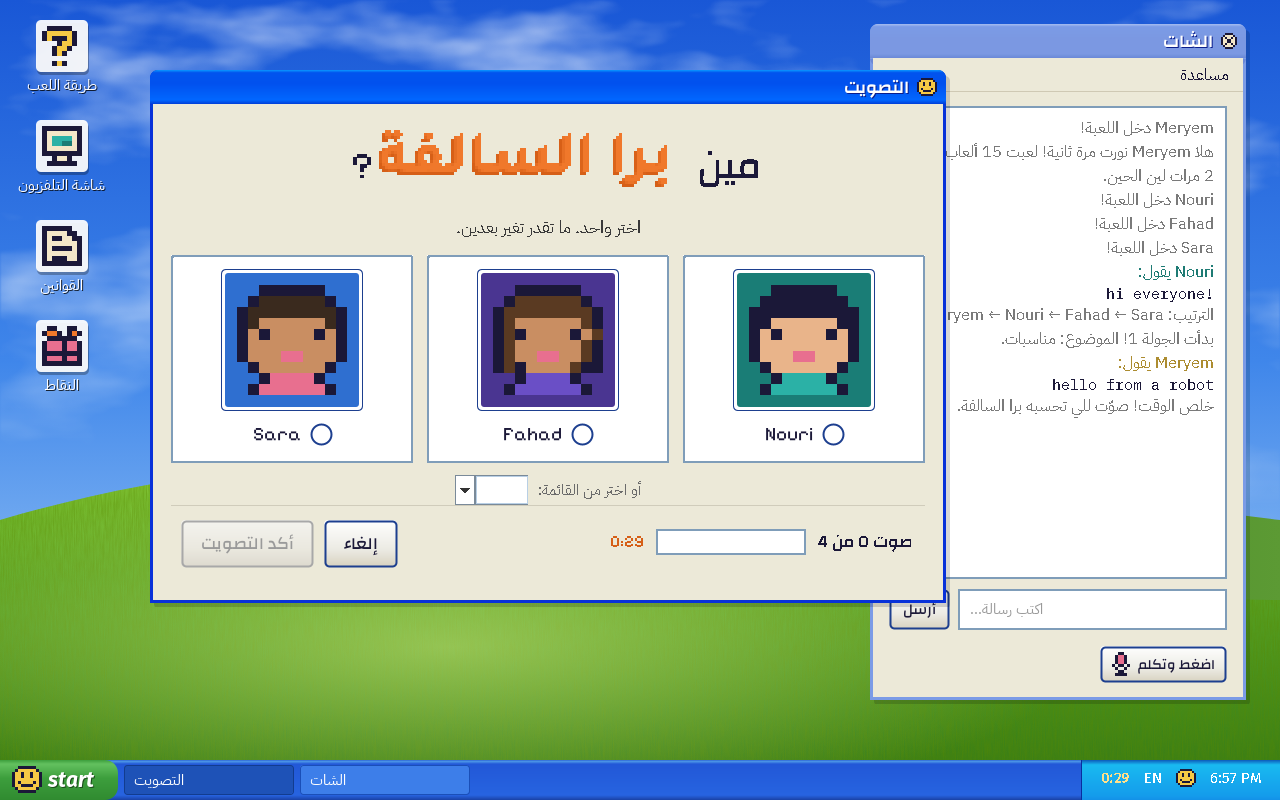 طريقة اللعب
شاشة التلفزيون
القوانين
النقاط
التصويت
مين برا السالفة؟
اختر واحد. ما تقدر تغير بعدين.
Nouri
Fahad
Sara
أو اختر من القائمة:
صوت 0 من 4
0:29
إلغاء
أكد التصويت
الشات
مساعدة
Meryem دخل اللعبة!
هلا Meryem نورت مرة ثانية! لعبت 15 ألعاب
2 مرات لين الحين.
Nouri دخل اللعبة!
Fahad دخل اللعبة!
Sara دخل اللعبة!
Nouri يقول:
hi everyone!
الترتيب: Sara ← Fahad ← Nouri ← ryem
بدأت الجولة 1! الموضوع: مناسبات.
Meryem يقول:
hello from a robot
خلص الوقت! صوّت للي تحسبه برا السالفة.
اكتب رسالة...
أرسل
اضغط وتكلم
start
التصويت
الشات
0:29
EN
6:57 PM